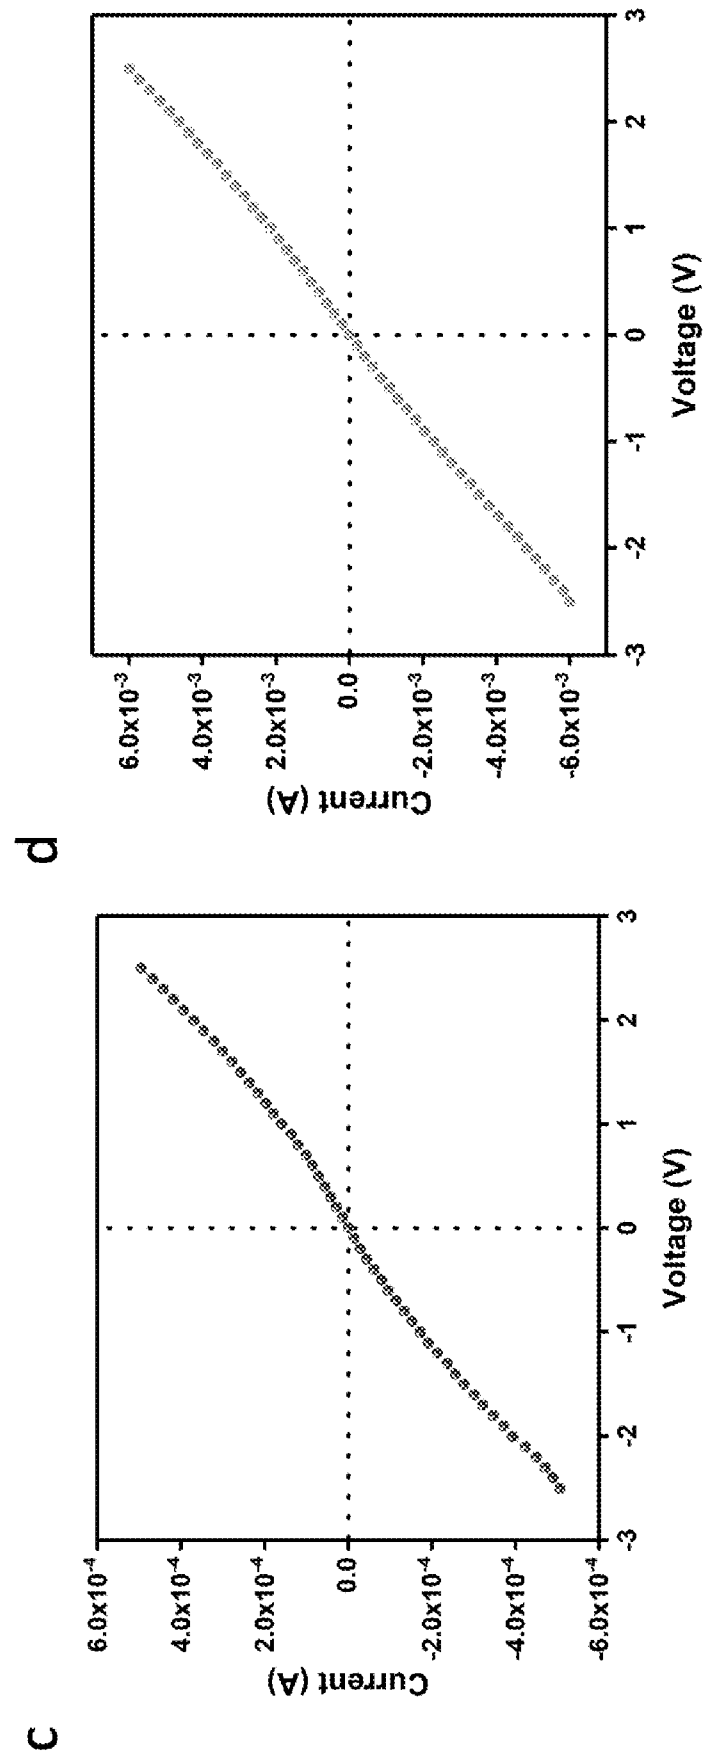 c
Current (A)
6.0x10⁻⁴
4.0x10⁻⁴
2.0x10⁻⁴
0.0
-2.0x10⁻⁴
-4.0x10⁻⁴
-6.0x10⁻⁴
-3 -2 -1 0 1 2 3
Voltage (V)
d
Current (A)
6.0x10⁻³
4.0x10⁻³
2.0x10⁻³
0.0
-2.0x10⁻³
-4.0x10⁻³
-6.0x10⁻³
-3 -2 -1 0 1 2 3
Voltage (V)